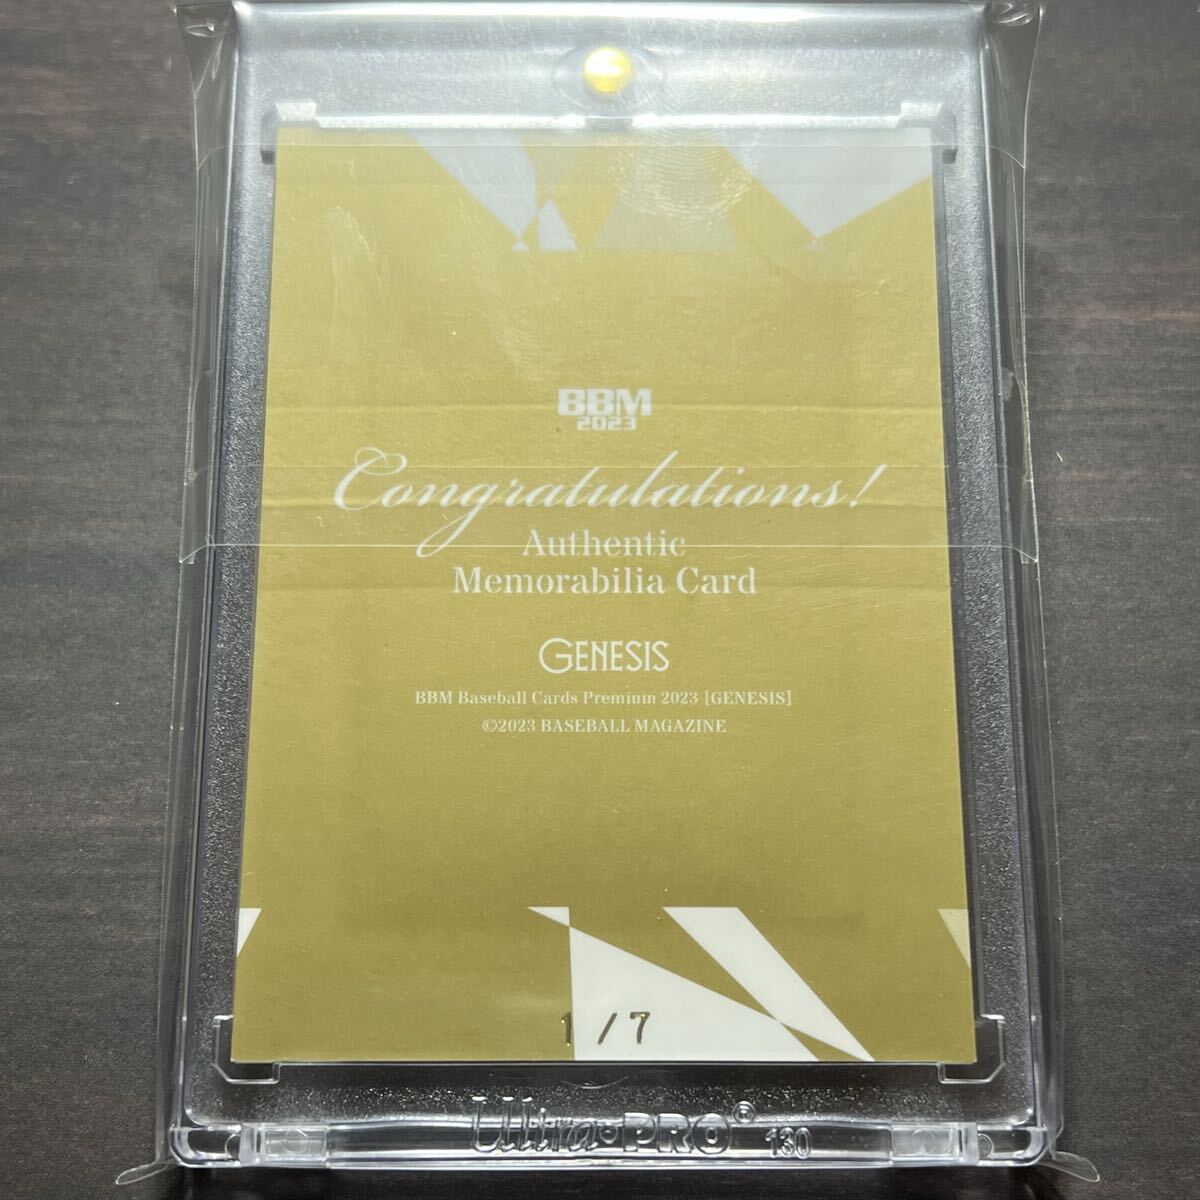 BBM
2023
Congratulations!
Authentic
Memorabilia Card
GENESIS
BBM Baseball Cards Premium 2023 [GENESIS]
©2023 BASEBALL MAGAZINE
1/7
Ultra•PRO® 130